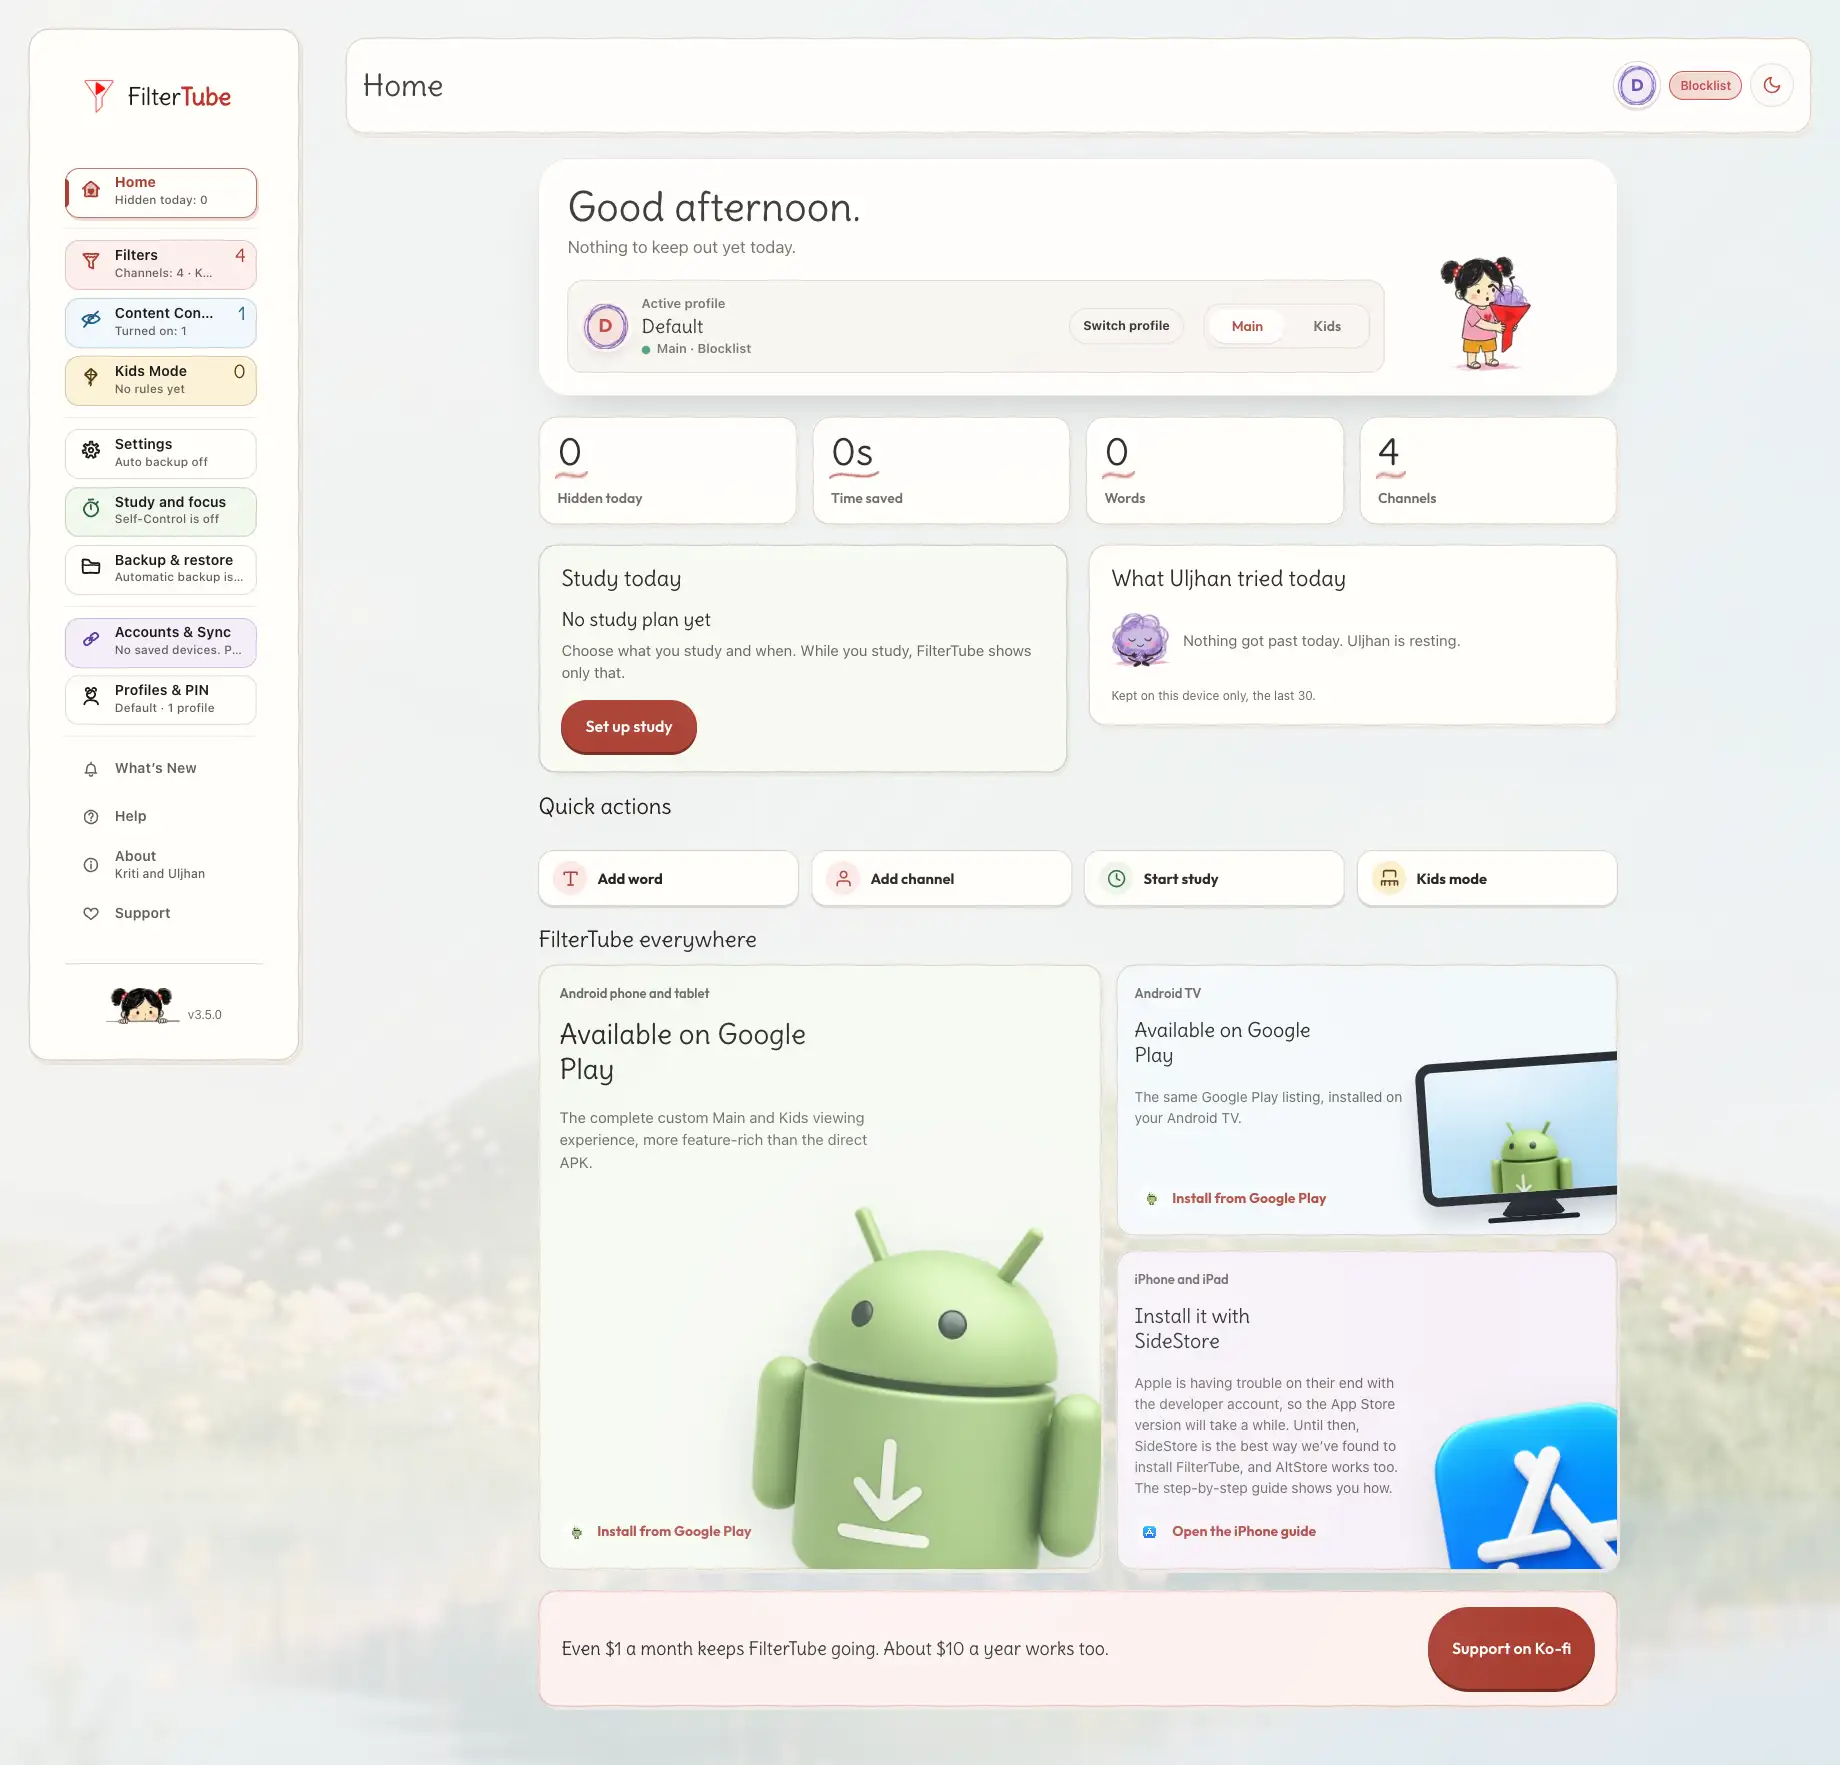 FilterTube
Home
Hidden today: 0
Filters
4
Channels: 4 · K...
Content Con...
1
Turned on: 1
Kids Mode
0
No rules yet
Settings
Auto backup off
Study and focus
Self-Control is off
Backup & restore
Automatic backup is...
Accounts & Sync
No saved devices. P...
Profiles & PIN
Default · 1 profile
What's New
Help
About
Kriti and Uljhan
Support
v3.5.0
Home
D
Blocklist
Good afternoon.
Nothing to keep out yet today.
D
Active profile
Default
Main · Blocklist
Switch profile
Main
Kids
0
Hidden today
0s
Time saved
0
Words
4
Channels
Study today
No study plan yet
Choose what you study and when. While you study, FilterTube shows
only that.
Set up study
What Uljhan tried today
Nothing got past today. Uljhan is resting.
Kept on this device only, the last 30.
Quick actions
Add word
Add channel
Start study
Kids mode
FilterTube everywhere
Android phone and tablet
Available on Google
Play
The complete custom Main and Kids viewing
experience, more feature-rich than the direct
APK.
Install from Google Play
Android TV
Available on Google
Play
The same Google Play listing, installed on
your Android TV.
Install from Google Play
iPhone and iPad
Install it with
SideStore
Apple is having trouble on their end with
the developer account, so the App Store
version will take a while. Until then,
SideStore is the best way we've found to
install FilterTube, and AltStore works too.
The step-by-step guide shows you how.
Open the iPhone guide
Even $1 a month keeps FilterTube going. About $10 a year works too.
Support on Ko-fi